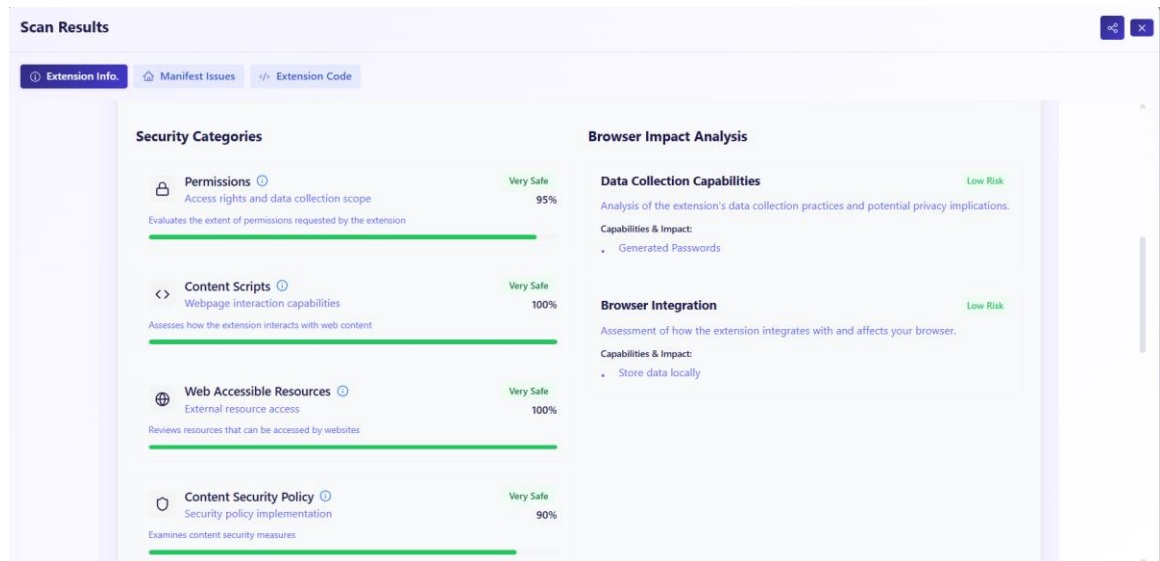 Scan Results
Extension Info.
Manifest Issues
</> Extension Code
Security Categories
Permissions
Very Safe
Access rights and data collection scope
95%
Evaluates the extent of permissions requested by the extension
Content Scripts
Very Safe
Webpage interaction capabilities
100%
Assesses how the extension interacts with web content
Web Accessible Resources
Very Safe
External resource access
100%
Reviews resources that can be accessed by websites
Content Security Policy
Very Safe
Security policy implementation
90%
Examines content security measures
Browser Impact Analysis
Data Collection Capabilities
Low Risk
Analysis of the extension's data collection practices and potential privacy implications.
Capabilities & Impact:
• Generated Passwords
Browser Integration
Low Risk
Assessment of how the extension integrates with and affects your browser.
Capabilities & Impact:
• Store data locally